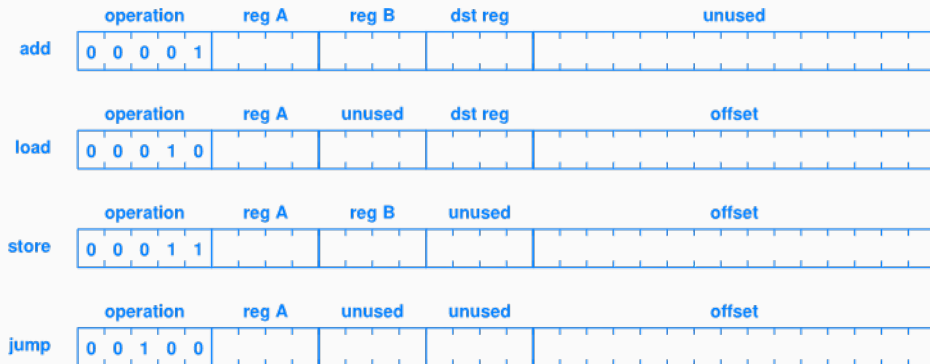 operation reg A reg B dst reg unused
add 0 0 0 0 1
operation reg A unused dst reg offset
load 0 0 0 1 0
operation reg A reg B unused offset
store 0 0 0 1 1
operation reg A unused unused offset
jump 0 0 1 0 0